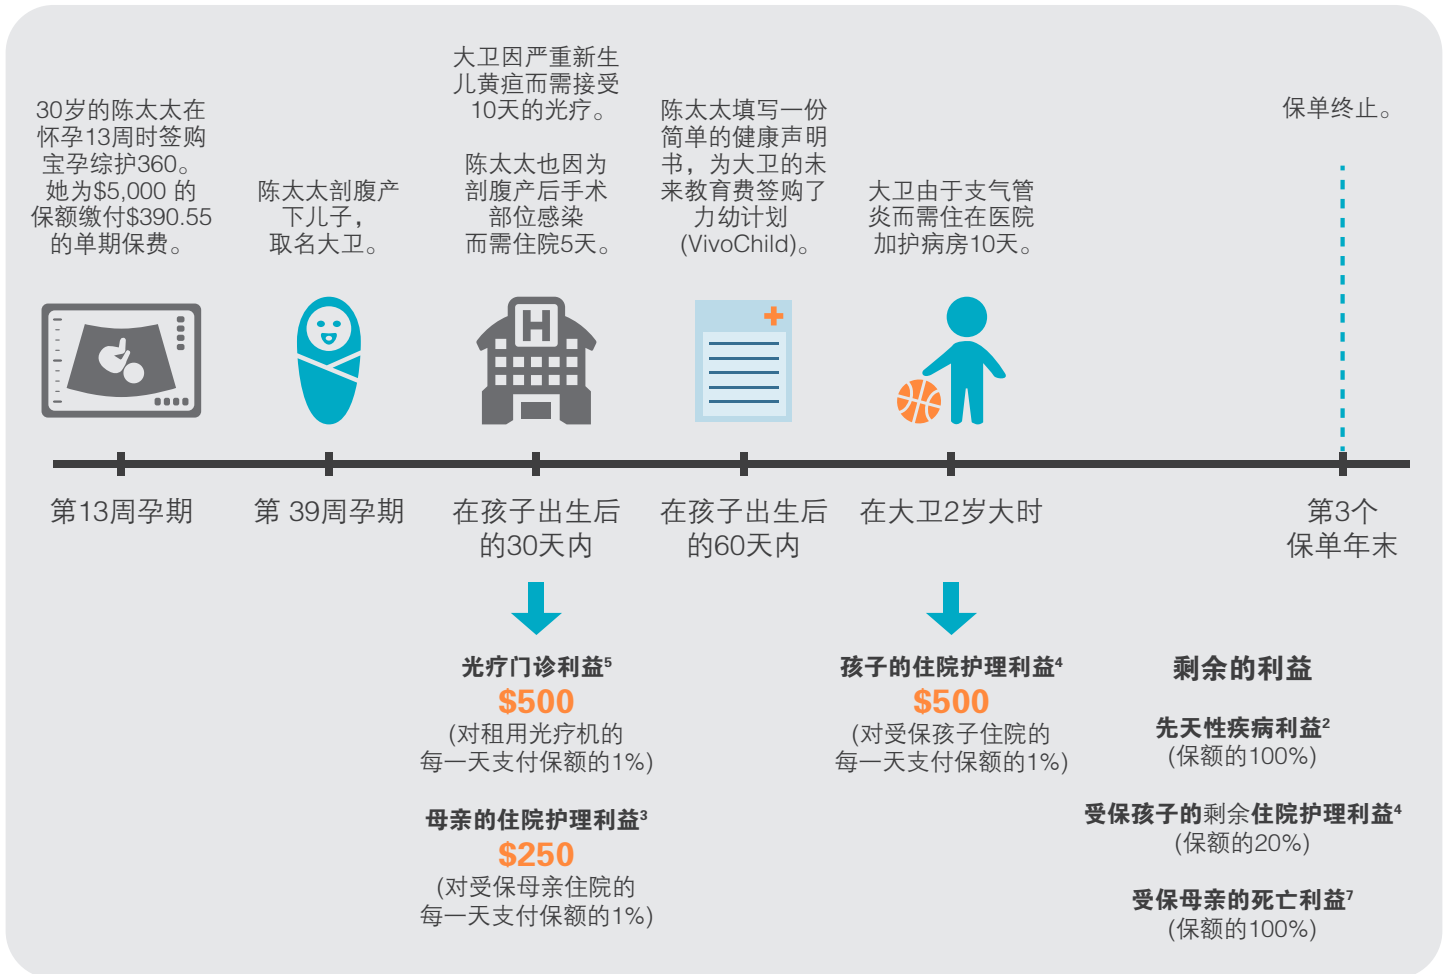 30岁的陈太太在
怀孕13周时签购
宝孕综护360。
她为$5,000 的
保额缴付$390.55
的单期保费。
陈太太剖腹产
下儿子，
取名大卫。
大卫因严重新生
儿黄疸而需接受
10天的光疗。
陈太太也因为
剖腹产后手术
部位感染
而需住院5天。
陈太太填写一份
简单的健康声明
书，为大卫的未
来教育费签购了
力幼计划
(VivoChild)。
大卫由于支气管
炎而需住在医院
加护病房10天。
保单终止。
H
第13周孕期
第 39周孕期
在孩子出生后
的30天内
在孩子出生后
的60天内
在大卫2岁大时
第3个
保单年末
光疗门诊利益⁵
$500
(对租用光疗机的
每一天支付保额的1%)
母亲的住院护理利益³
$250
(对受保母亲住院的
每一天支付保额的1%)
孩子的住院护理利益⁴
$500
(对受保孩子住院的
每一天支付保额的1%)
剩余的利益
先天性疾病利益²
(保额的100%)
受保孩子的剩余住院护理利益⁴
(保额的20%)
受保母亲的死亡利益⁷
(保额的100%)